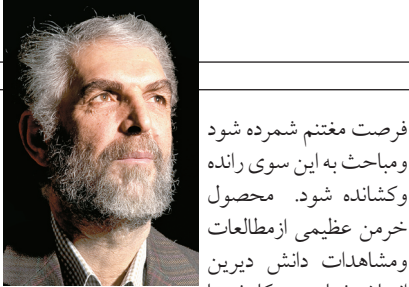 فرصت مغتنم شمرده شود
ومباحث به این سوی رانده
وکشانده شود. محصول
خرمن عظیمی ازمطالعات
ومشاهدات دانش دیرین